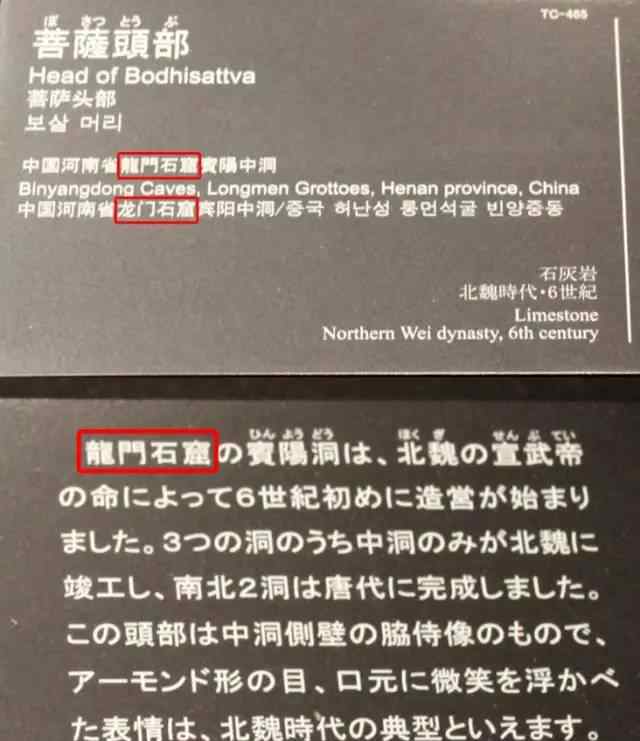 TC-465
ぼ さつ とう ぶ
菩薩頭部
Head of Bodhisattva
菩萨头部
보살 머리
中国河南省龍門石窟賓陽中洞
Binyangdong Caves, Longmen Grottoes, Henan province, China
中国河南省龙门石窟宾阳中洞/중국 허난성 룽먼석굴 빈양중동
石灰岩
北魏時代・6世紀
Limestone
Northern Wei dynasty, 6th century
ひん よう どう ほく ぎ せん ぶ てい
龍門石窟の賓陽洞は、北魏の宣武帝
の命によって6世紀初めに造営が始まり
ました。3つの洞のうち中洞のみが北魏に
竣工し、南北2洞は唐代に完成しました。
この頭部は中洞側壁の脇侍像のもので、
アーモンド形の目、口元に微笑を浮かべ
た表情は、北魏時代の典型といえます。